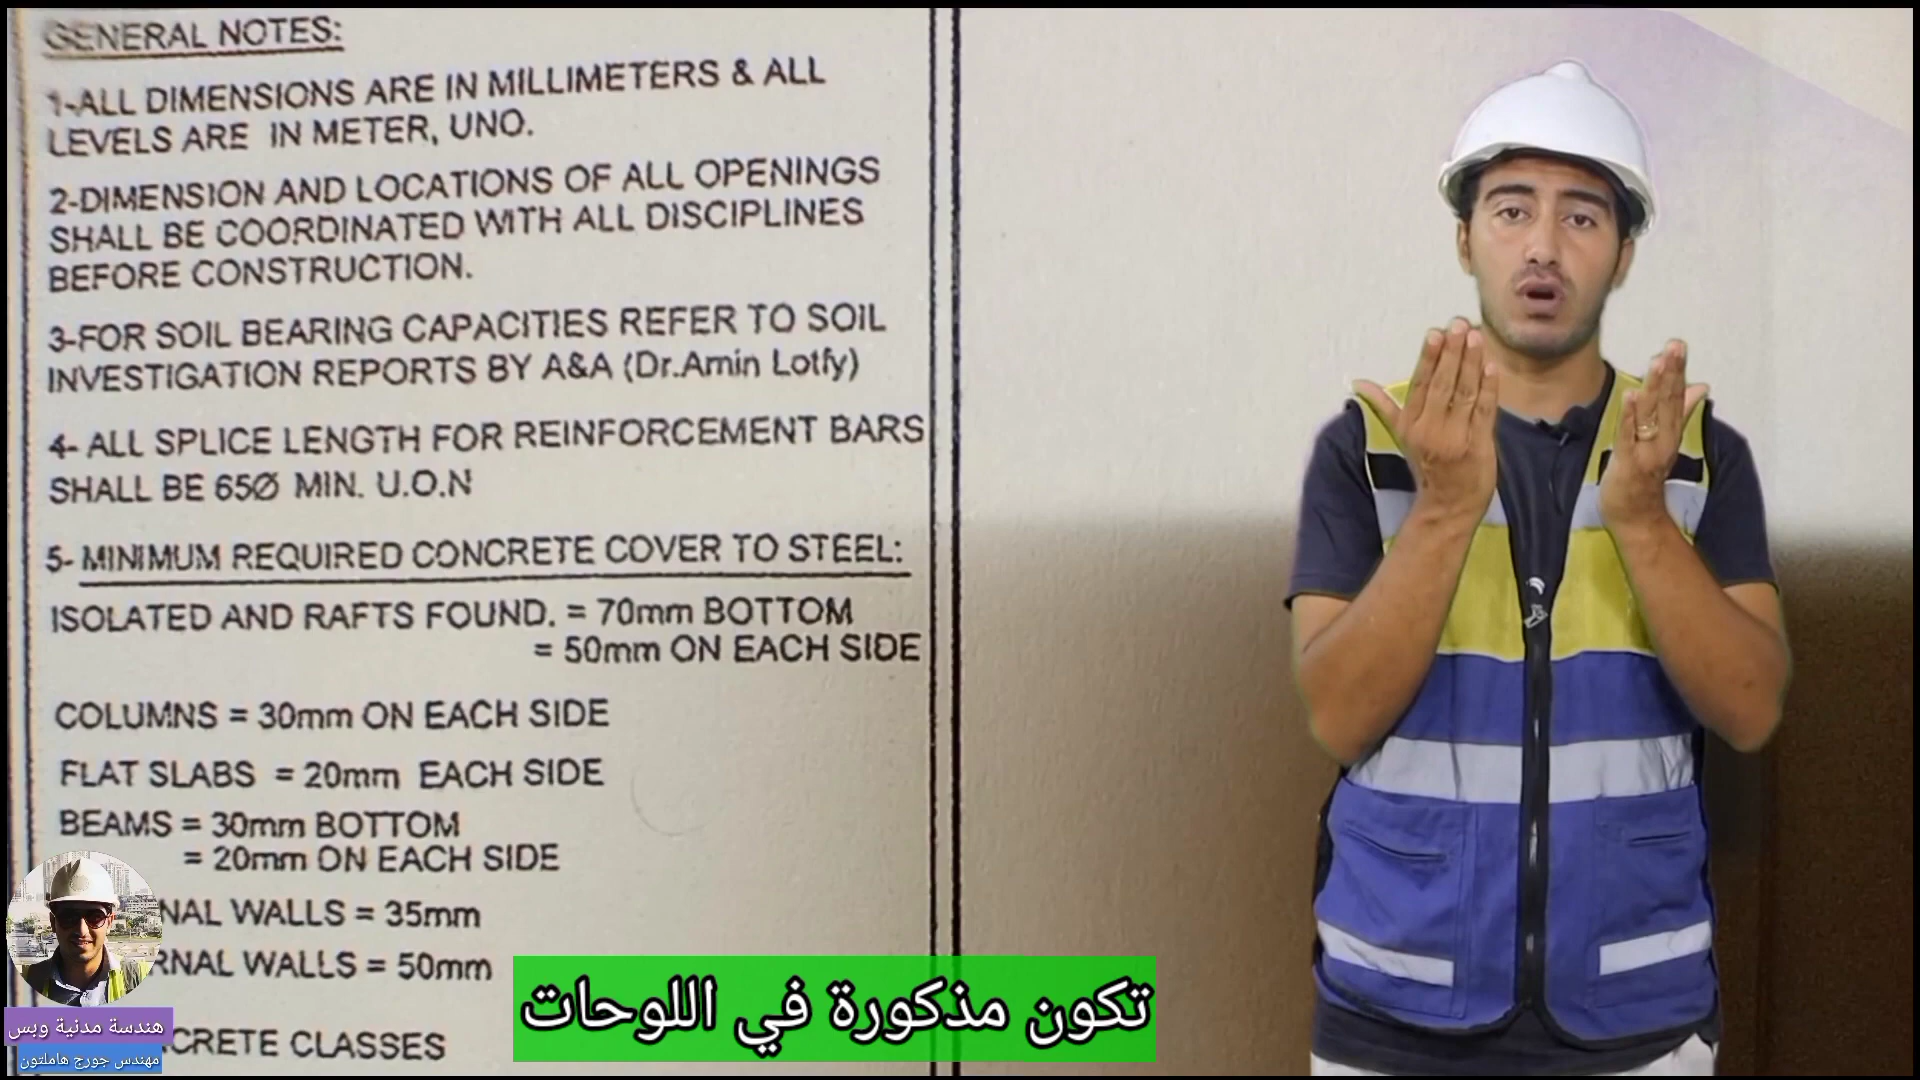 GENERAL NOTES:
1-ALL DIMENSIONS ARE IN MILLIMETERS & ALL
LEVELS ARE IN METER, UNO.
2-DIMENSION AND LOCATIONS OF ALL OPENINGS
SHALL BE COORDINATED WITH ALL DISCIPLINES
BEFORE CONSTRUCTION.
3-FOR SOIL BEARING CAPACITIES REFER TO SOIL
INVESTIGATION REPORTS BY A&A (Dr.Amin Lotfy)
4- ALL SPLICE LENGTH FOR REINFORCEMENT BARS
SHALL BE 65Ø MIN. U.O.N
5- MINIMUM REQUIRED CONCRETE COVER TO STEEL:
ISOLATED AND RAFTS FOUND. = 70mm BOTTOM
= 50mm ON EACH SIDE
COLUMNS = 30mm ON EACH SIDE
FLAT SLABS = 20mm EACH SIDE
BEAMS = 30mm BOTTOM
= 20mm ON EACH SIDE
NAL WALLS = 35mm
RNAL WALLS = 50mm
CRETE CLASSES
تكون مذكورة في اللوحات
هندسة مدنية وبس
مهندس جورج هاملتون